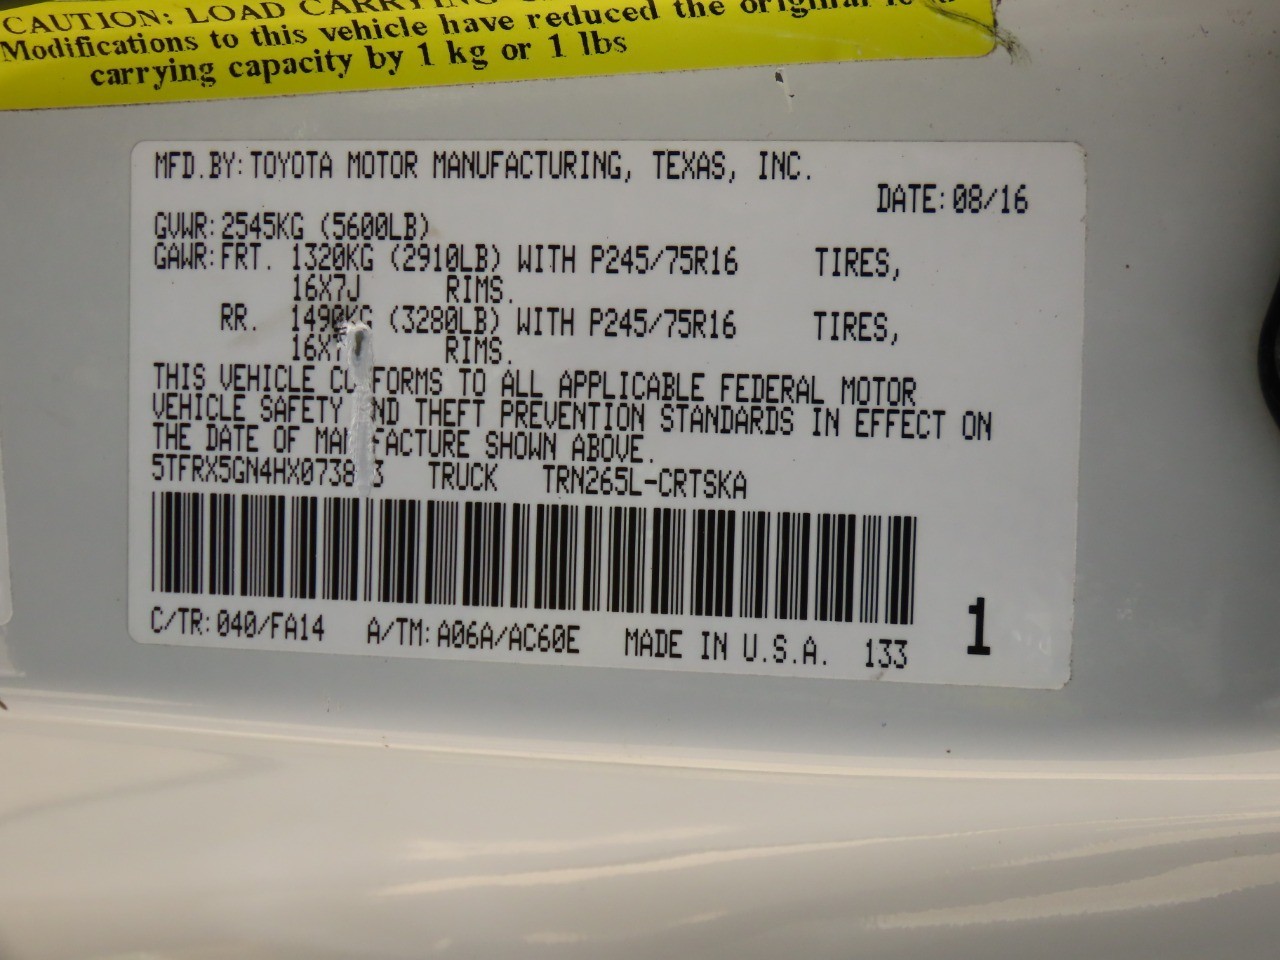 CAUTION: LOAD CARRYING
Modifications to this vehicle have reduced the original
carrying capacity by 1 kg or 1 lbs
MFD.BY: TOYOTA MOTOR MANUFACTURING, TEXAS, INC.
DATE: 08/16
GVWR: 2545KG (5600LB)
GAWR: FRT. 1320KG (2910LB) WITH P245/75R16 TIRES,
16X7J RIMS.
RR. 1490KG (3280LB) WITH P245/75R16 TIRES,
RIMS.
THIS VEHICLE CONFORMS TO ALL APPLICABLE FEDERAL MOTOR
VEHICLE SAFETY AND THEFT PREVENTION STANDARDS IN EFFECT ON
THE DATE OF MANUFACTURE SHOWN ABOVE.
TRUCK TRN265L-CRTSKA
C/TR: 040/FA14 A/TM: A06A/AC60E MADE IN U.S.A. 133 1